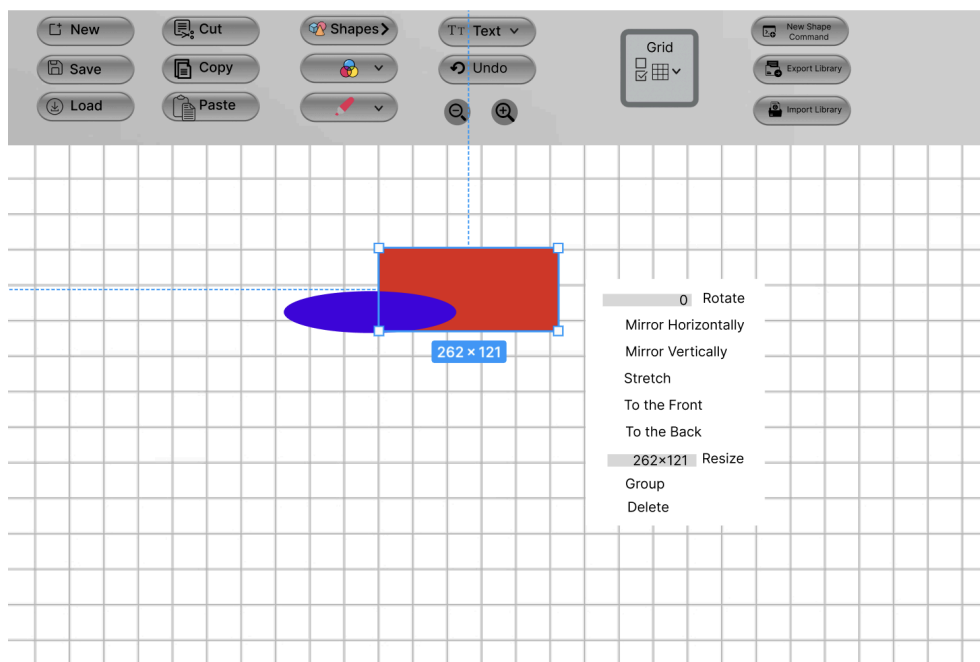 New
Save
Load
Cut
Copy
Paste
Shapes
Tт Text
Undo
Grid
New Shape
Command
Export Library
Import Library
262 × 121
0 Rotate
Mirror Horizontally
Mirror Vertically
Stretch
To the Front
To the Back
262×121 Resize
Group
Delete